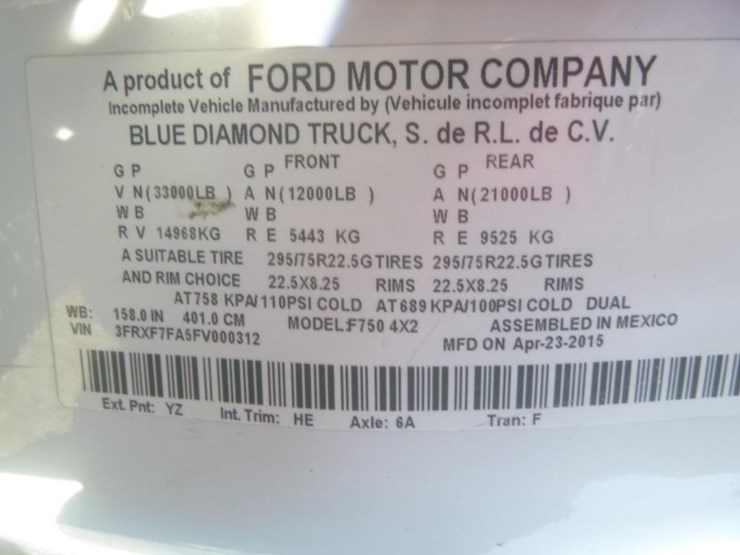 A product of FORD MOTOR COMPANY
Incomplete Vehicle Manufactured by (Vehicule incomplet fabrique par)
BLUE DIAMOND TRUCK, S. de R.L. de C.V.
G P G P FRONT G P REAR
V N(33000LB ) A N(12000LB ) A N(21000LB )
W B W B W B
R V 14968KG R E 5443 KG R E 9525 KG
A SUITABLE TIRE 295/75R22.5G TIRES 295/75R22.5G TIRES
AND RIM CHOICE 22.5X8.25 RIMS 22.5X8.25 RIMS
AT 758 KPA/110PSI COLD AT 689 KPA/100PSI COLD DUAL
WB: 158.0 IN 401.0 CM MODEL:F750 4X2 ASSEMBLED IN MEXICO
VIN 3FRXF7FA5FV000312 MFD ON Apr-23-2015
Ext. Pnt: YZ Int. Trim: HE Axle: 6A Tran: F